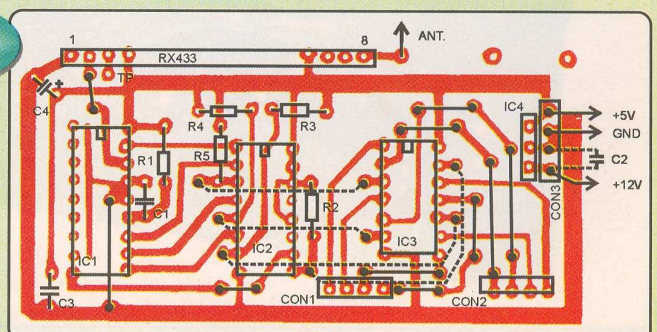 1
8
RX433
ANT.
TP
C4
R4
R3
IC4
+5V
GND
C2
+12V
CON3
R1
R5
C1
R2
IC1
IC2
IC3
C3
CON1
CON2